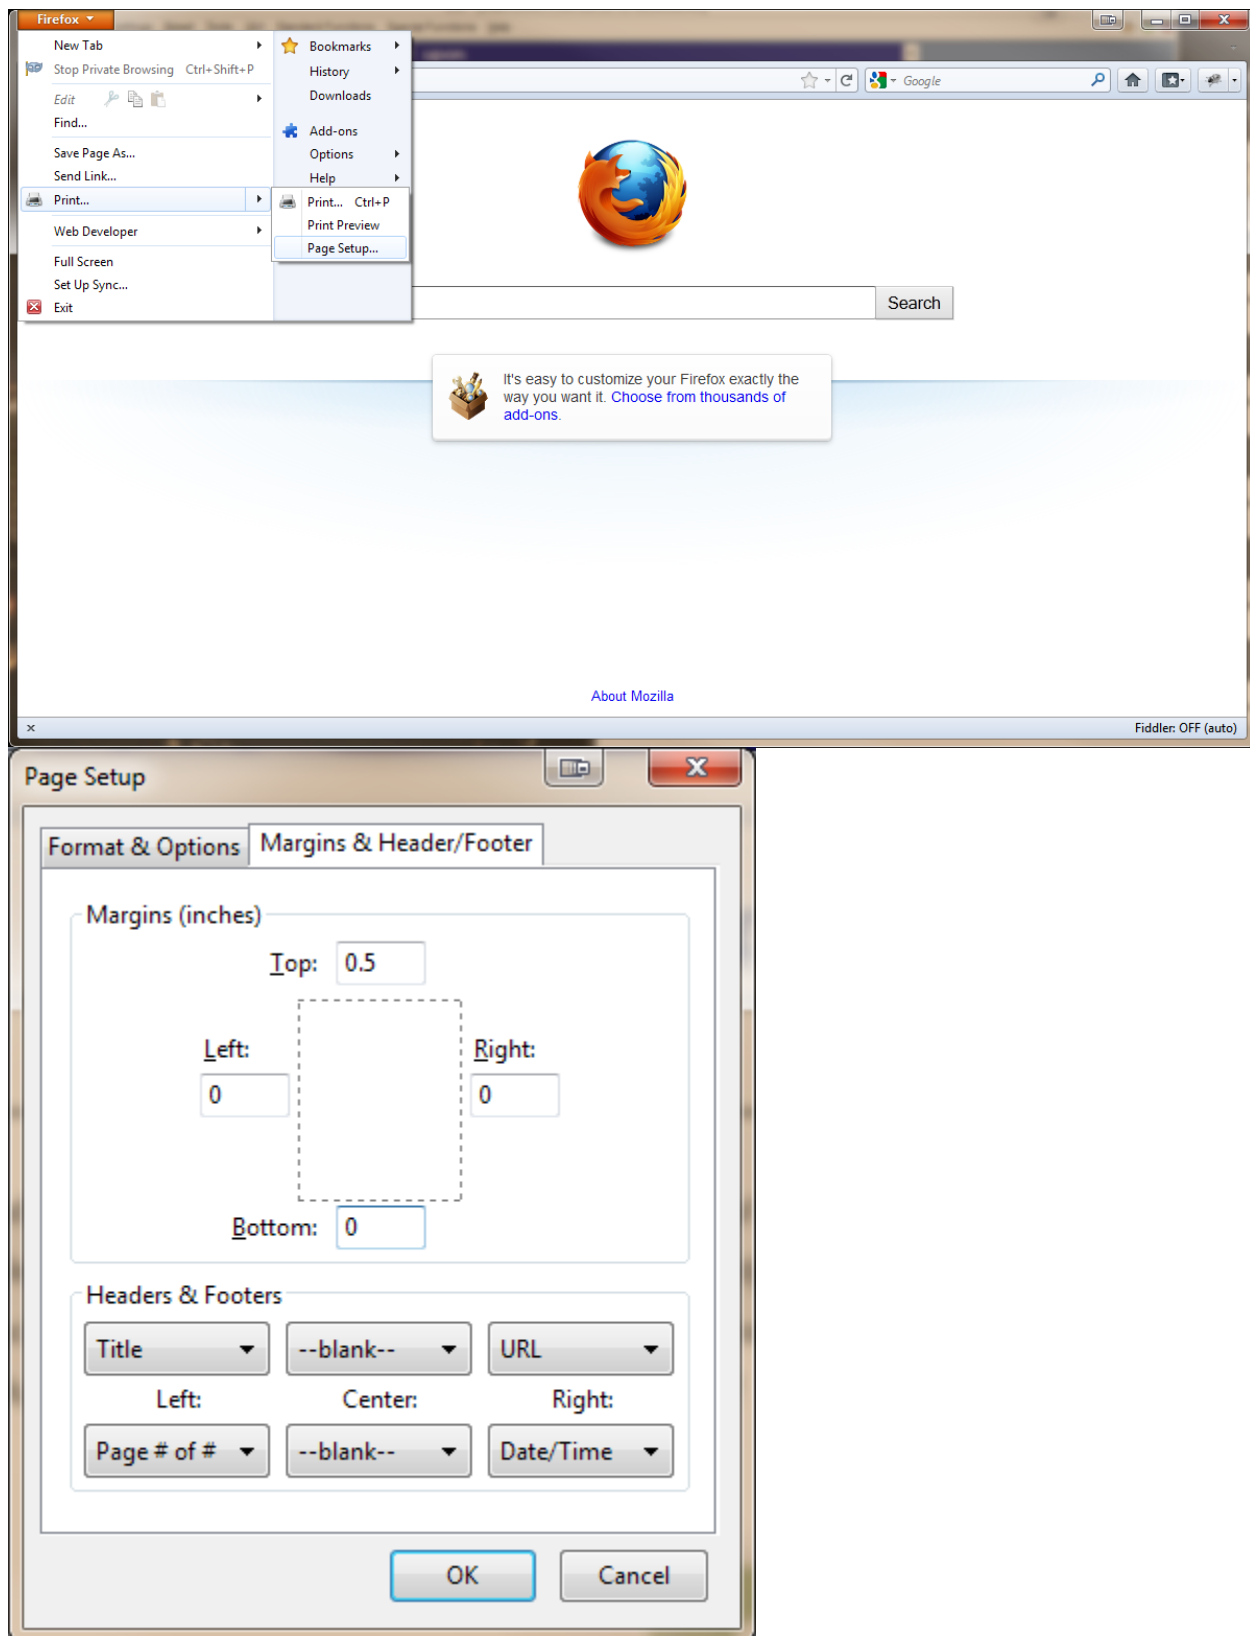 Firefox
New Tab
Stop Private Browsing Ctrl+Shift+P
Edit
Find...
Save Page As...
Send Link...
Print...
Web Developer
Full Screen
Set Up Sync...
Exit
Bookmarks
History
Downloads
Add-ons
Options
Help
Print... Ctrl+P
Print Preview
Page Setup...
Google
Search
It's easy to customize your Firefox exactly the
way you want it. Choose from thousands of
add-ons.
About Mozilla
Fiddler: OFF (auto)
Page Setup
Format & Options Margins & Header/Footer
Margins (inches)
Top: 0.5
Left: Right:
0 0
Bottom: 0
Headers & Footers
Title --blank-- URL
Left: Center: Right:
Page # of # --blank-- Date/Time
OK Cancel